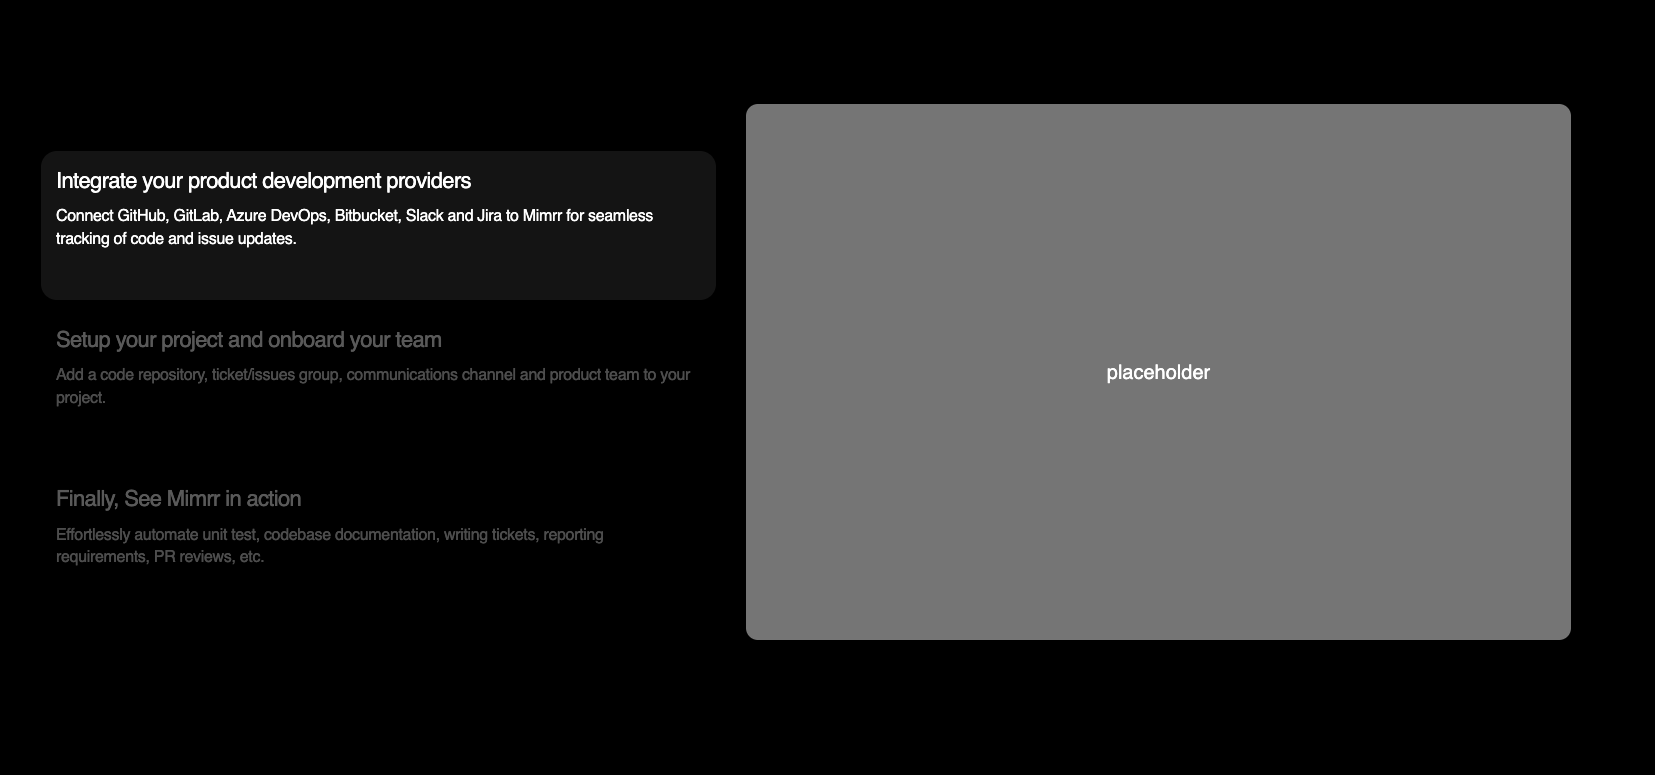 Integrate your product development providers
Connect GitHub, GitLab, Azure DevOps, Bitbucket, Slack and Jira to Mimrr for seamless
tracking of code and issue updates.
Setup your project and onboard your team
Add a code repository, ticket/issues group, communications channel and product team to your
project.
Finally, See Mimrr in action
Effortlessly automate unit test, codebase documentation, writing tickets, reporting
requirements, PR reviews, etc.
placeholder